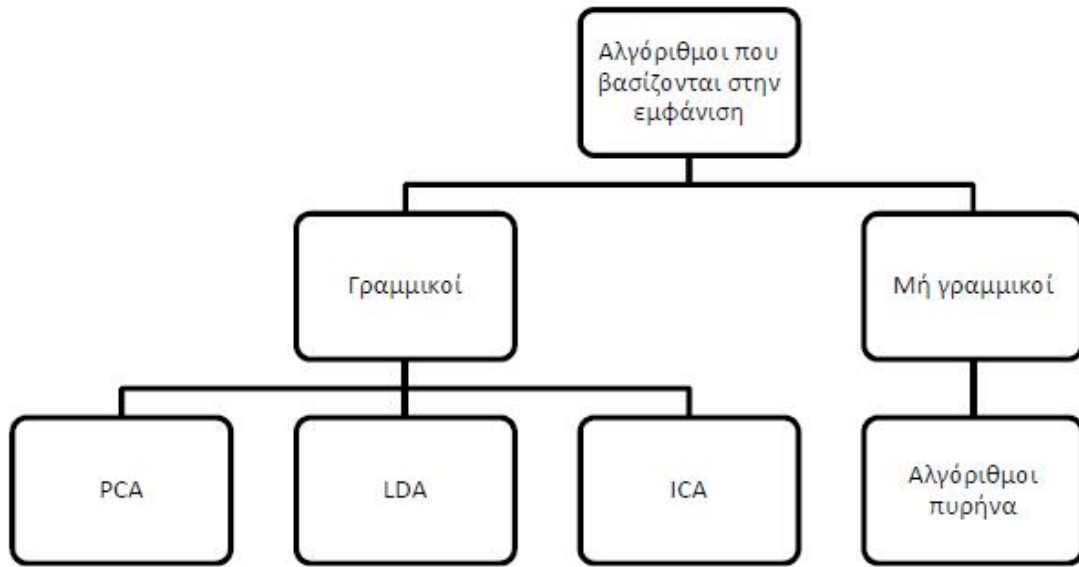 Αλγόριθμοι που
βασίζονται στην
εμφάνιση
Γραμμικοί
Μή γραμμικοί
PCA
LDA
ICA
Αλγόριθμοι
πυρήνα